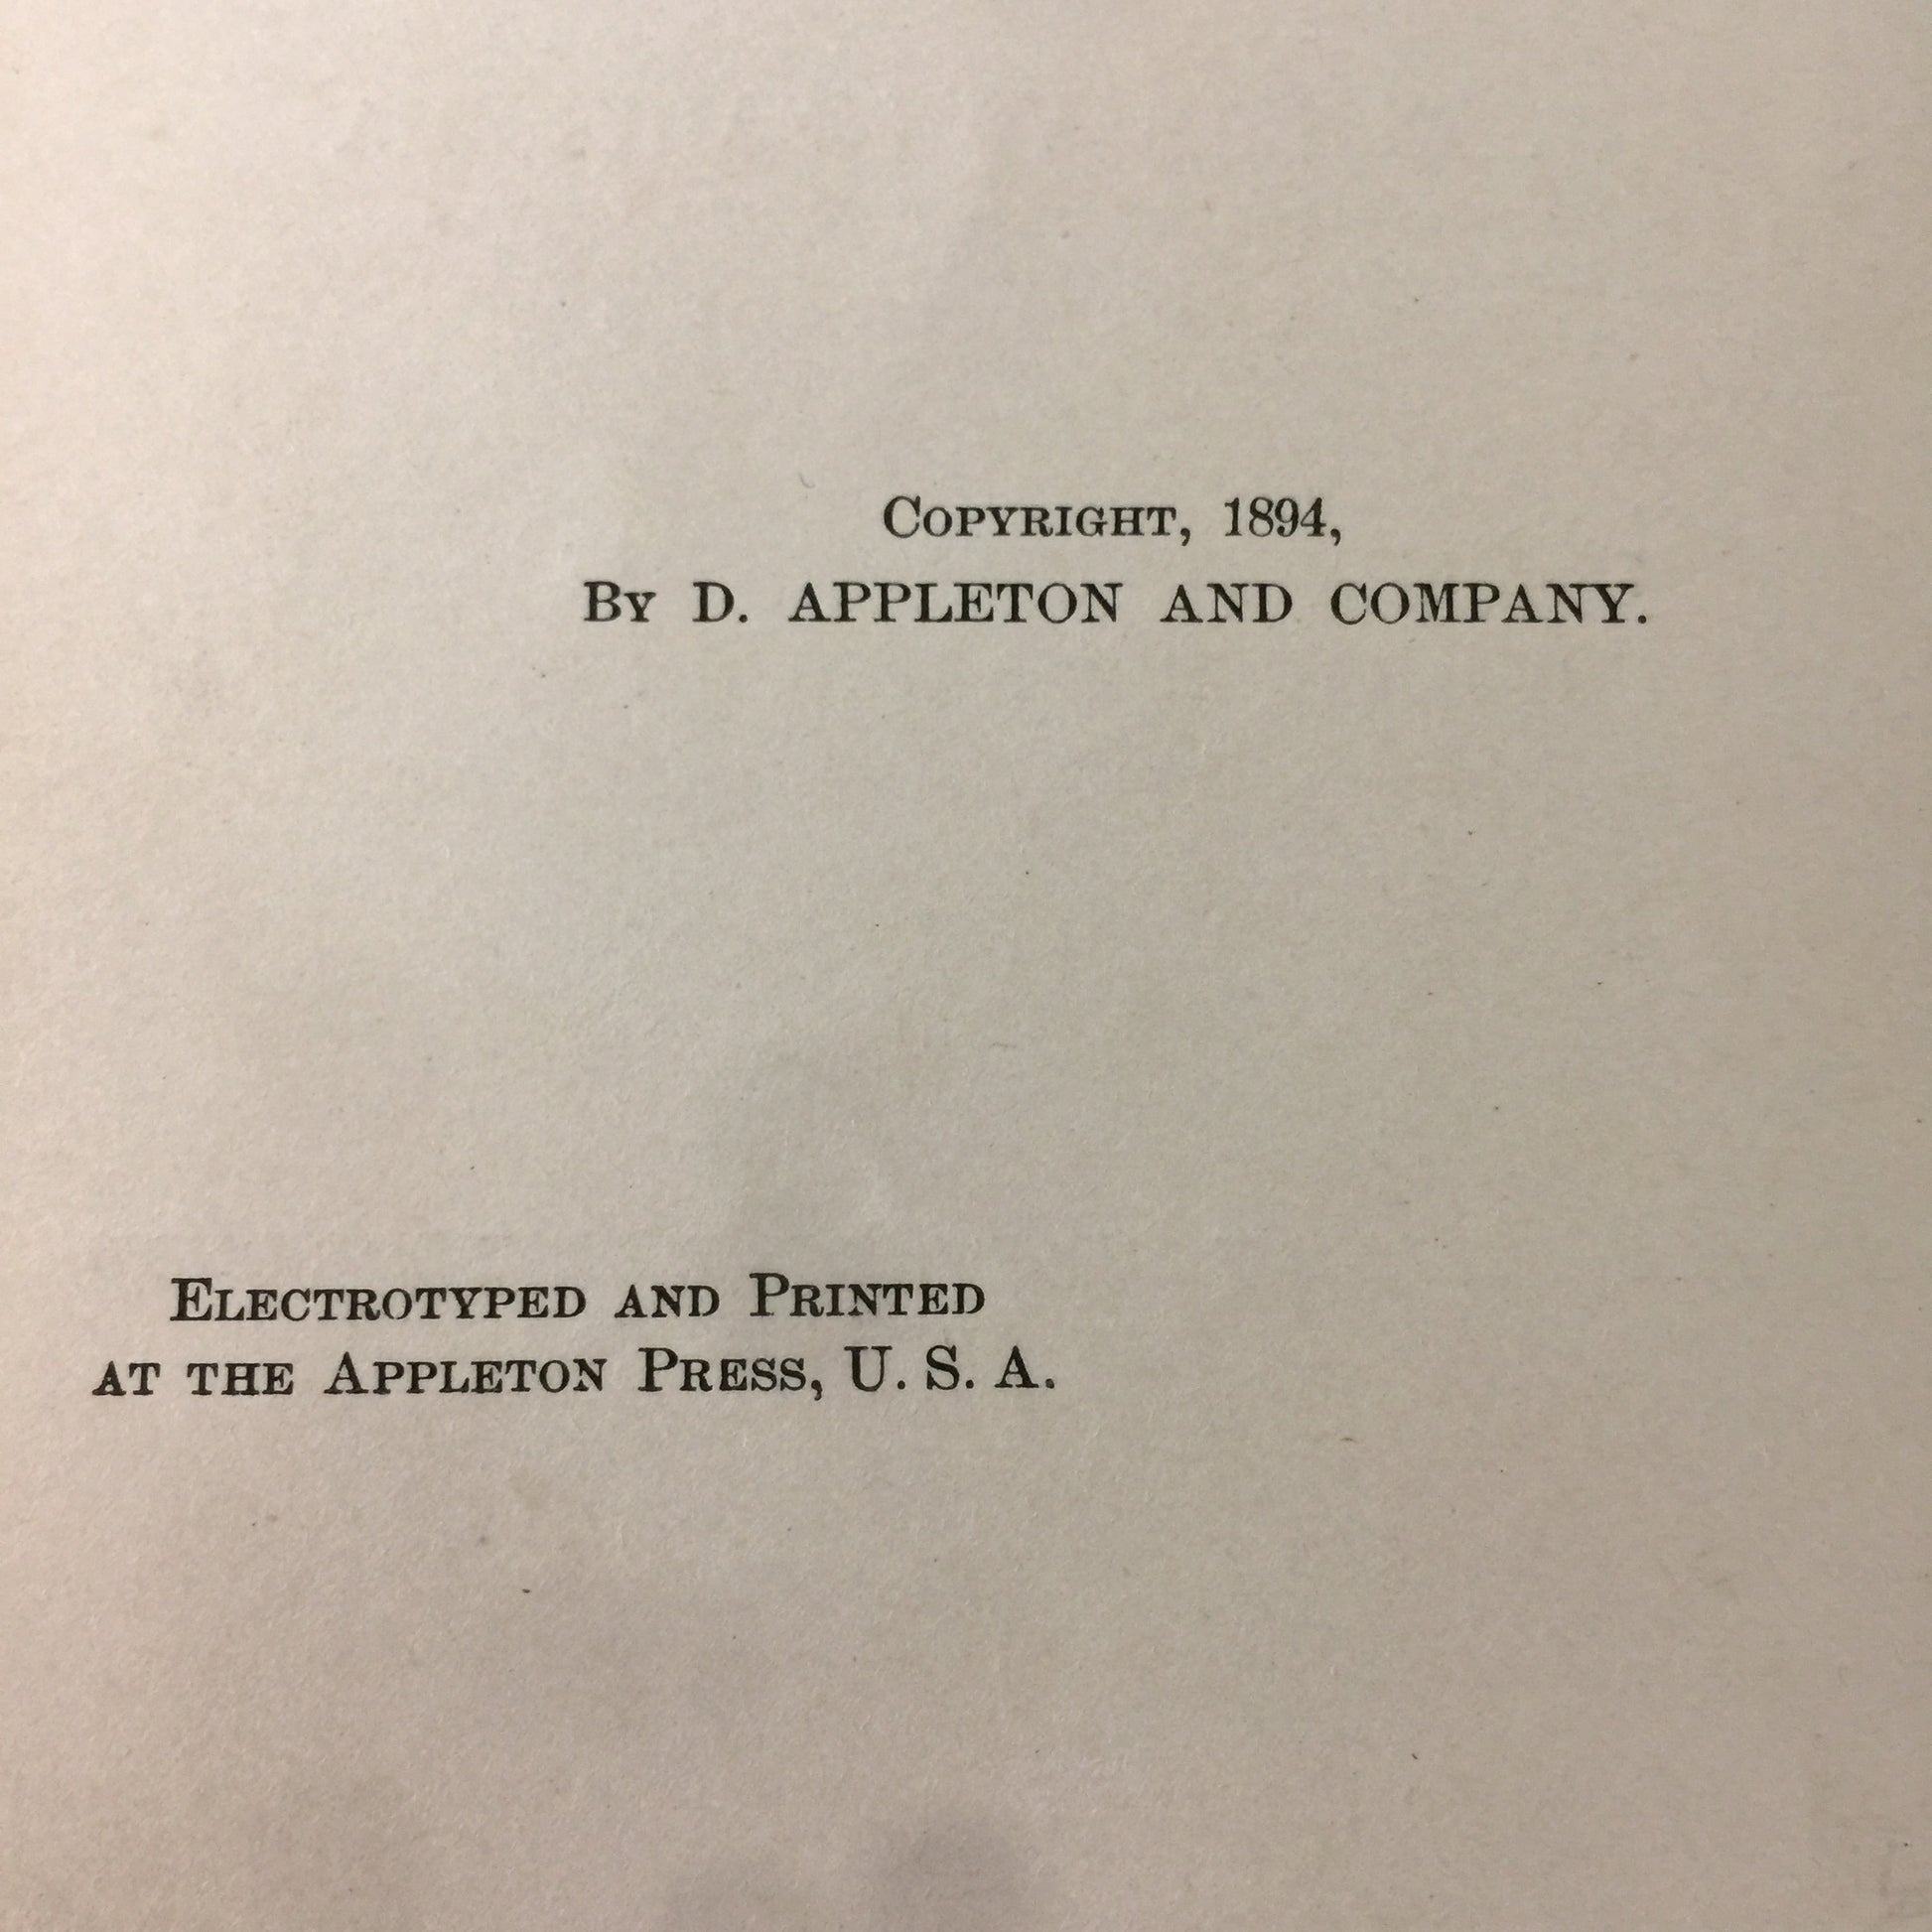 Copyright, 1894,
By D. APPLETON AND COMPANY.
Electrotyped and Printed
at the Appleton Press, U. S. A.